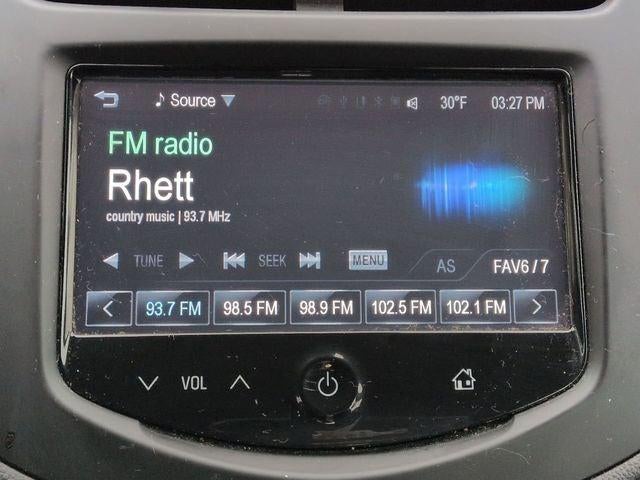 Source 30°F 03:27 PM
FM radio
Rhett
country music | 93.7 MHz
TUNE SEEK MENU AS FAV6 / 7
93.7 FM 98.5 FM 98.9 FM 102.5 FM 102.1 FM
VOL